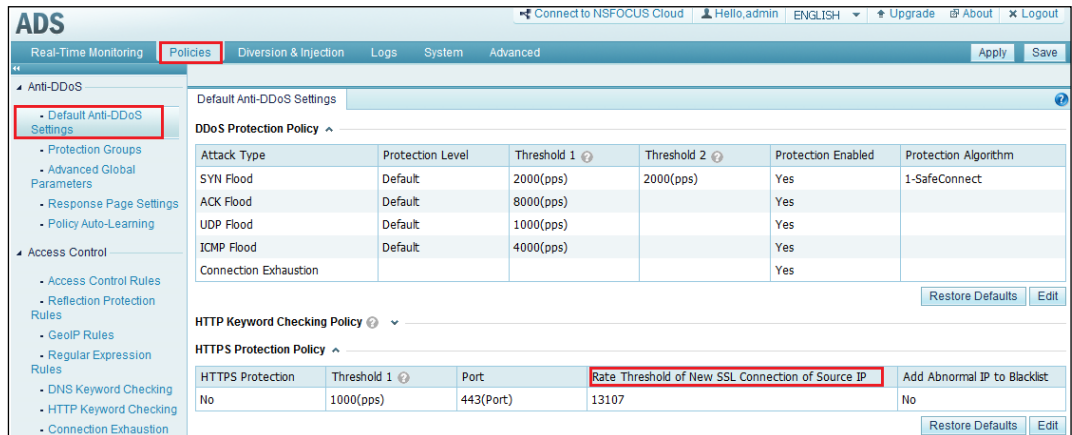 ADS
Connect to NSFOCUS Cloud Hello,admin ENGLISH Upgrade About Logout
Real-Time Monitoring Policies Diversion & Injection Logs System Advanced Apply Save
Anti-DDoS
Default Anti-DDoS
Settings
Protection Groups
Advanced Global
Parameters
Response Page Settings
Policy Auto-Learning
Access Control
Access Control Rules
Reflection Protection
Rules
GeoIP Rules
Regular Expression
Rules
DNS Keyword Checking
HTTP Keyword Checking
Connection Exhaustion
Default Anti-DDoS Settings
DDoS Protection Policy
Attack Type Protection Level Threshold 1 Threshold 2 Protection Enabled Protection Algorithm
SYN Flood Default 2000(pps) 2000(pps) Yes 1-SafeConnect
ACK Flood Default 8000(pps) Yes
UDP Flood Default 1000(pps) Yes
ICMP Flood Default 4000(pps) Yes
Connection Exhaustion Yes
Restore Defaults Edit
HTTP Keyword Checking Policy
HTTPS Protection Policy
HTTPS Protection Threshold 1 Port Rate Threshold of New SSL Connection of Source IP Add Abnormal IP to Blacklist
No 1000(pps) 443(Port) 13107 No
Restore Defaults Edit